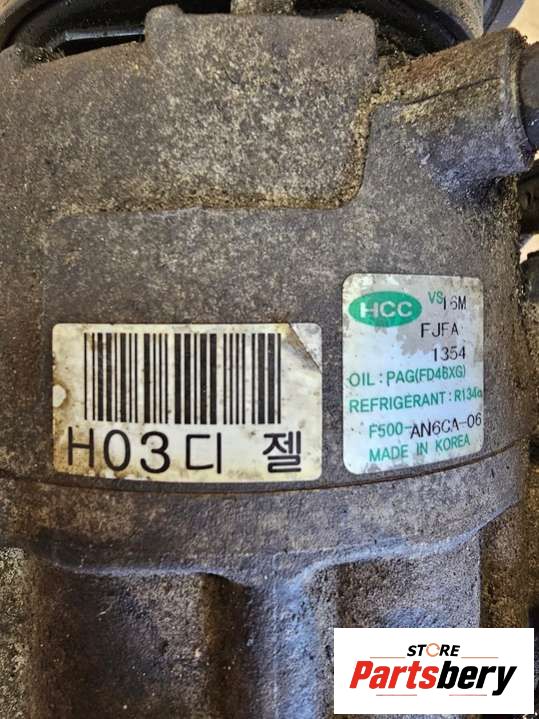 HCC VS16M
FJFA
1354
OIL : PAG(FD46XG)
REFRIGERANT : R134a
F500-AN6CA-06
MADE IN KOREA
H03디 젤
STORE
Partsbery